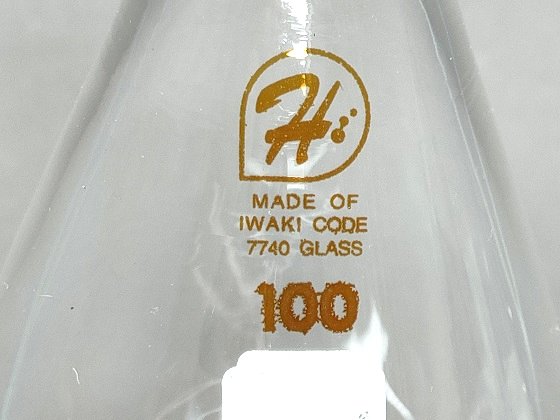 H
MADE OF
IWAKI CODE
7740 GLASS
100